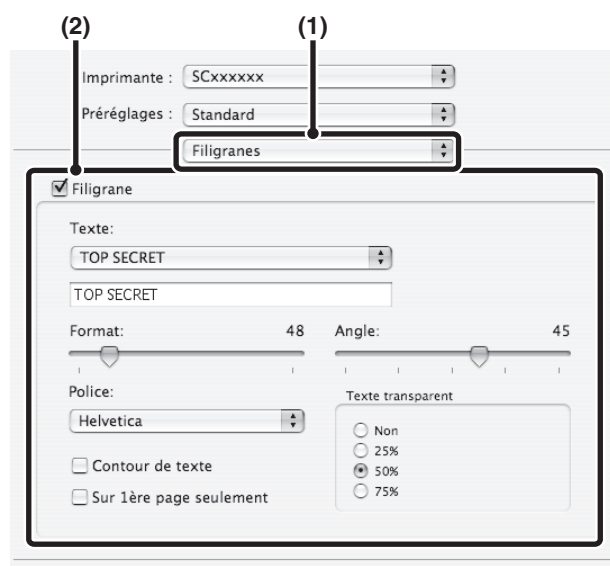 (2) (1)
Imprimante : SCxxxxxx
Préréglages : Standard
Filigranes
Filigrane
Texte:
TOP SECRET
TOP SECRET
Format: 48 Angle: 45
Police: Texte transparent
Helvetica
Non
25%
Contour de texte 50%
Sur 1ère page seulement 75%